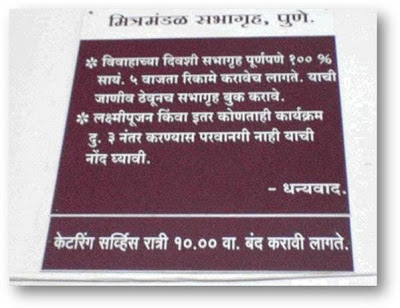 मित्रमंडळ सभागृह, पुणे.
* विवाहाच्या दिवशी सभागृह पूर्णपणे १०० %
सायं. ५ वाजता रिकामे करावेच लागते. याची
जाणीव ठेवूनच सभागृह बुक करावे.
* लक्ष्मीपूजन किंवा इतर कोणताही कार्यक्रम
दु. ३ नंतर करण्यास परवानगी नाही याची
नोंद घ्यावी.
- धन्यवाद.
केटरिंग सर्व्हिस रात्री १०.०० वा. बंद करावी लागते.